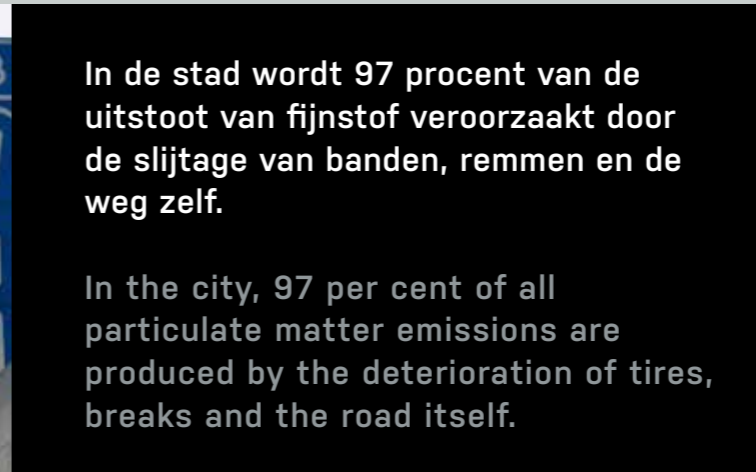 In de stad wordt 97 procent van de
uitstoot van fijnstof veroorzaakt door
de slijtage van banden, remmen en de
weg zelf.
In the city, 97 per cent of all
particulate matter emissions are
produced by the deterioration of tires,
breaks and the road itself.